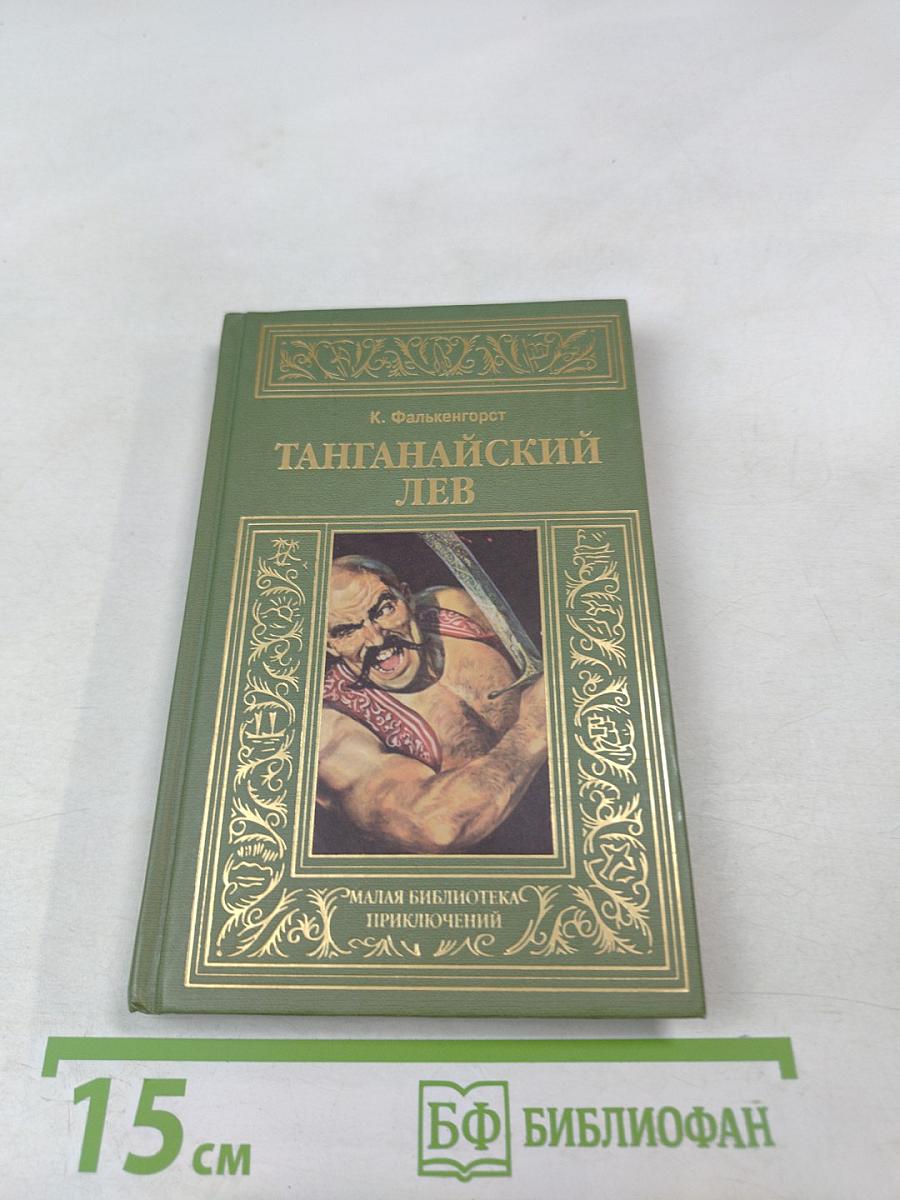 К. Фалькенгорст
ТАНГАНАЙСКИЙ
ЛЕВ
МАЛАЯ БИБЛИОТЕКА
ПРИКЛЮЧЕНИЙ
15 см
БФ БИБЛИОФАН